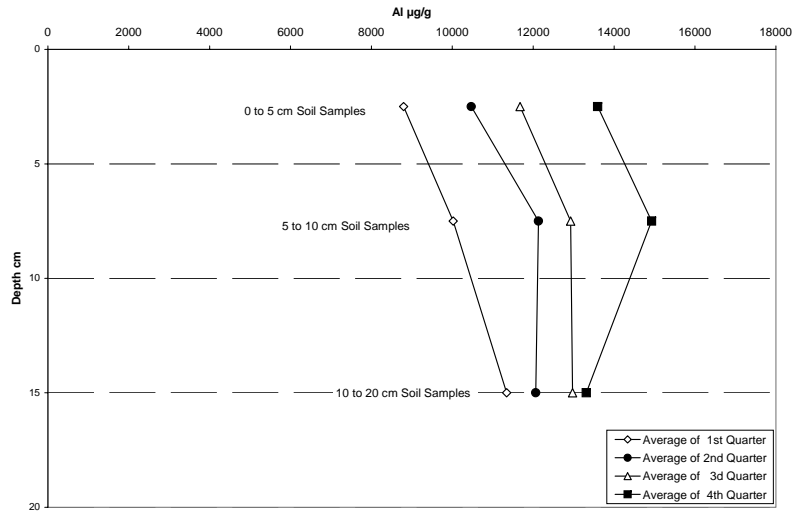 Al µg/g
0 2000 4000 6000 8000 10000 12000 14000 16000 18000
0
0 to 5 cm Soil Samples
5
5 to 10 cm Soil Samples
Depth cm
10
10 to 20 cm Soil Samples
15
Average of 1st Quarter
Average of 2nd Quarter
Average of 3d Quarter
Average of 4th Quarter
20